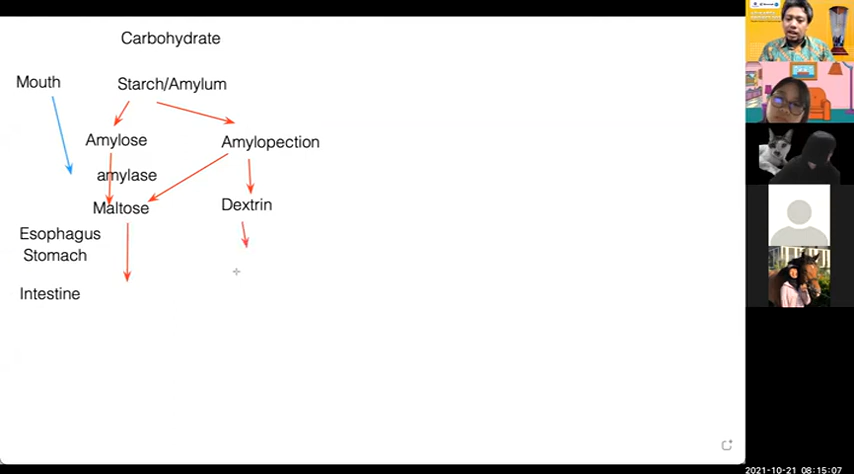 Carbohydrate
Mouth
Starch/Amylum
Amylose
Amylopection
amylase
Maltose
Dextrin
Esophagus
Stomach
Intestine
2021-10-21 08:15:07